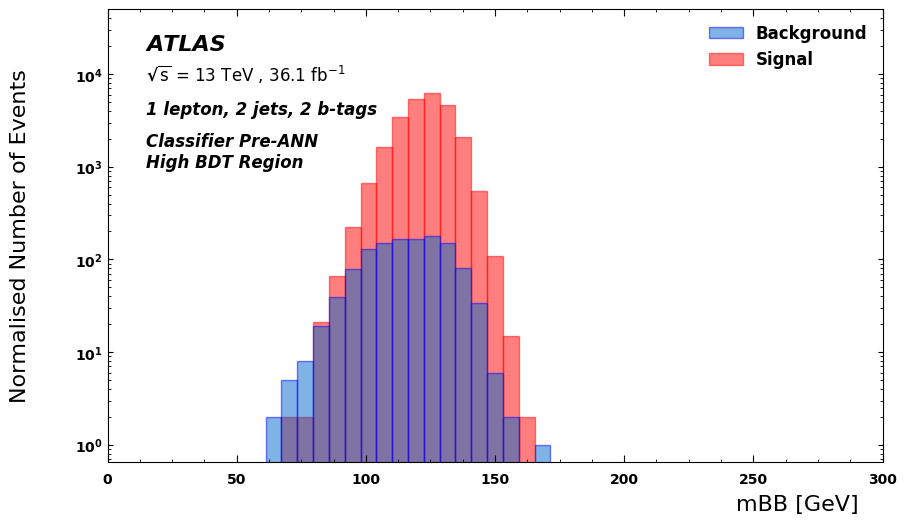 ATLAS
√s = 13 TeV , 36.1 fb⁻¹
1 lepton, 2 jets, 2 b-tags
Classifier Pre-ANN
High BDT Region
Background
Signal
Normalised Number of Events
10⁴
10³
10²
10¹
10⁰
0 50 100 150 200 250 300
mBB [GeV]